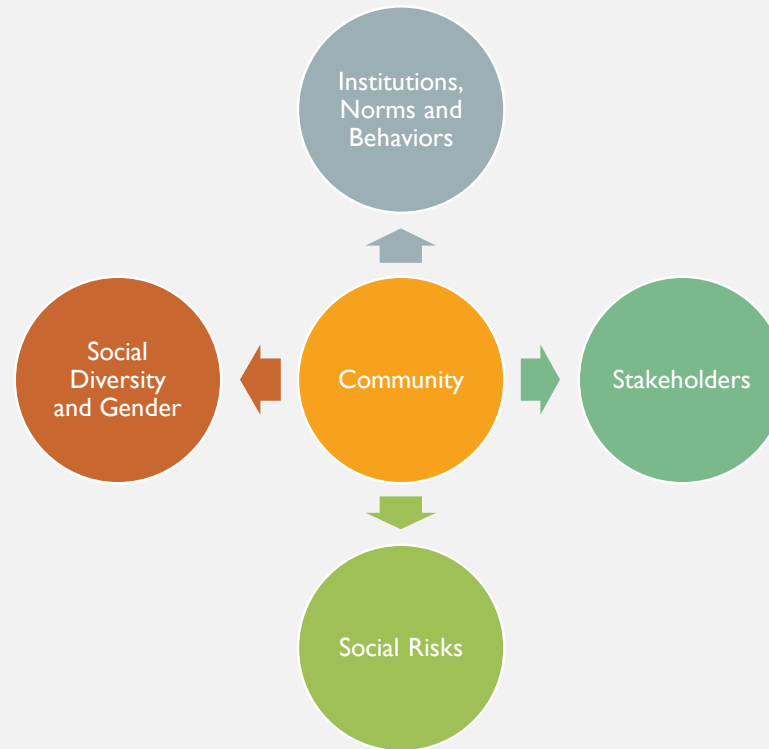 Institutions,
Norms and
Behaviors
Social
Diversity
and Gender
Community
Stakeholders
Social Risks